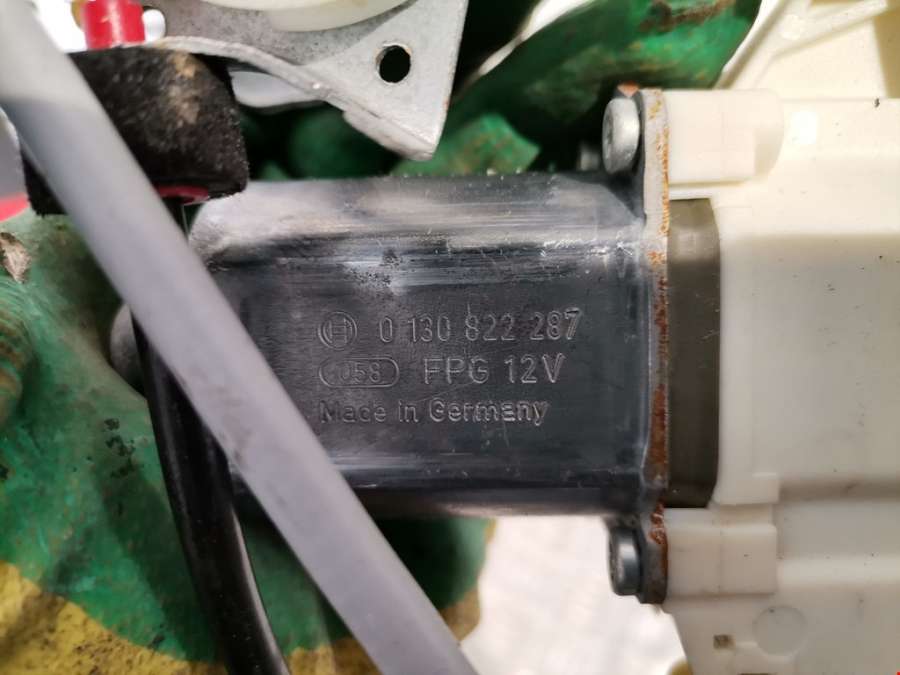 0 130 822 287
058 FPG 12V
Made in Germany